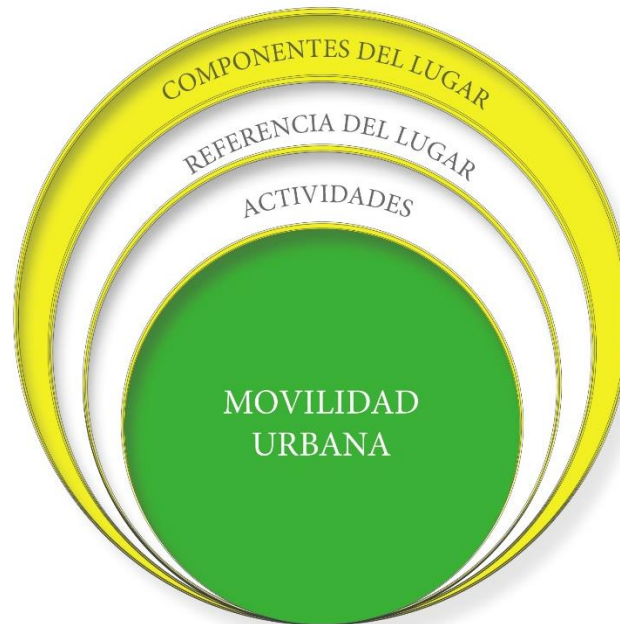 COMPONENTES DEL LUGAR
REFERENCIA DEL LUGAR
ACTIVIDADES
MOVILIDAD
URBANA